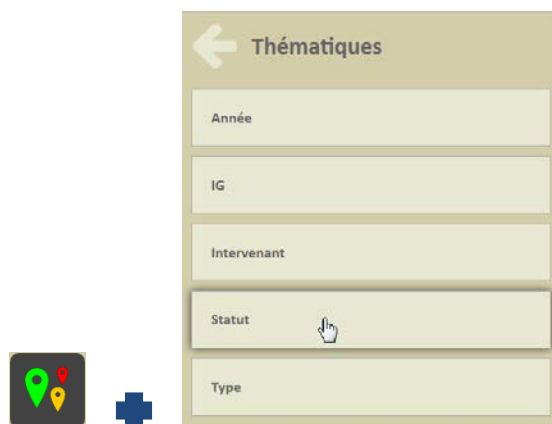 Thématiques
Année
IG
Intervenant
Statut
Type